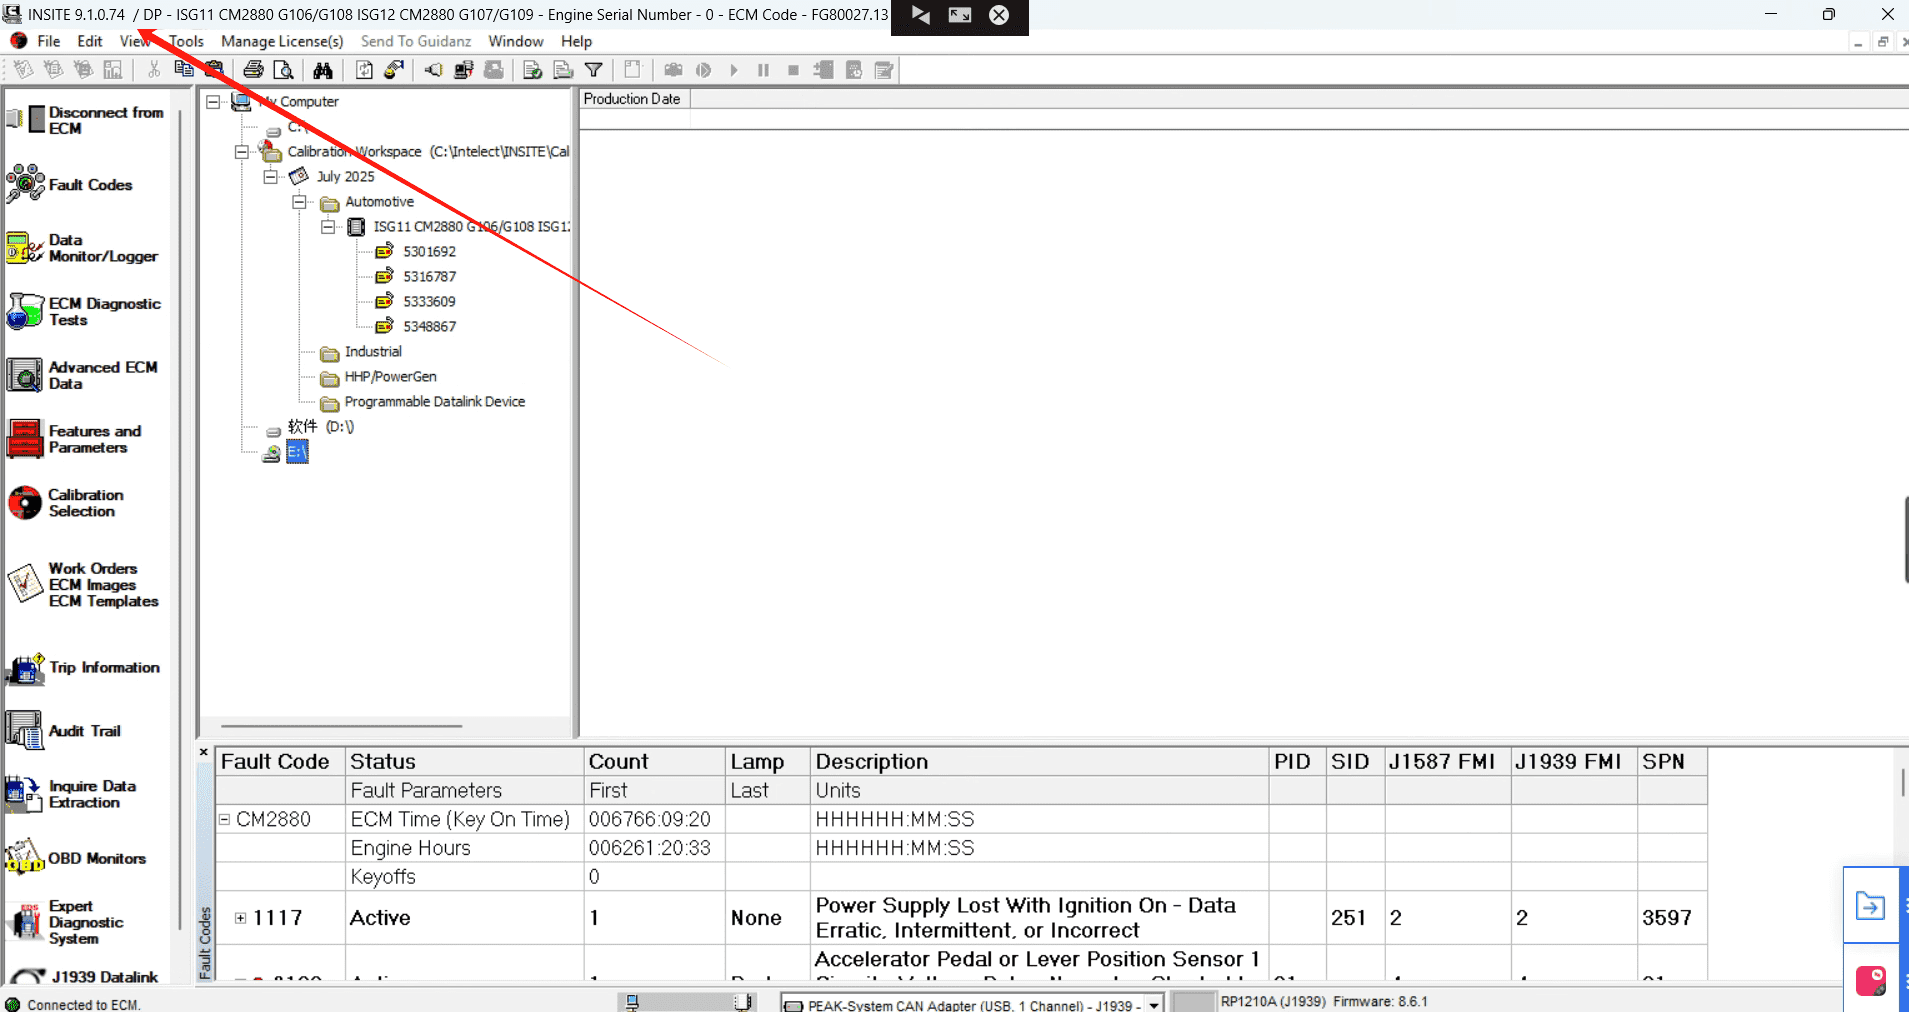 INSITE 9.1.0.74 / DP - ISG11 CM2880 G106/G108 ISG12 CM2880 G107/G109 - Engine Serial Number - 0 - ECM Code - FG80027.13
File Edit View Tools Manage License(s) Send To Guidanz Window Help
Disconnect from
ECM
Fault Codes
Data
Monitor/Logger
ECM Diagnostic
Tests
Advanced ECM
Data
Features and
Parameters
Calibration
Selection
Work Orders
ECM Images
ECM Templates
Trip Information
Audit Trail
Inquire Data
Extraction
OBD Monitors
Expert
Diagnostic
System
J1939 Datalink
My Computer
C:\
Calibration Workspace (C:\Intelect\INSITE\Cal
July 2025
Automotive
ISG11 CM2880 G106/G108 ISG12
5301692
5316787
5333609
5348867
Industrial
HHP/PowerGen
Programmable Datalink Device
软件 (D:\)
E:\
Production Date
Fault Codes
Fault Code Status Count Lamp Description PID SID J1587 FMI J1939 FMI SPN
Fault Parameters First Last Units
CM2880 ECM Time (Key On Time) 006766:09:20 HHHHHH:MM:SS
Engine Hours 006261:20:33 HHHHHH:MM:SS
Keyoffs 0
1117 Active 1 None Power Supply Lost With Ignition On - Data
Erratic, Intermittent, or Incorrect 251 2 2 3597
Accelerator Pedal or Lever Position Sensor 1
Connected to ECM.
PEAK-System CAN Adapter (USB, 1 Channel) - J1939 -
RP1210A (J1939) Firmware: 8.6.1